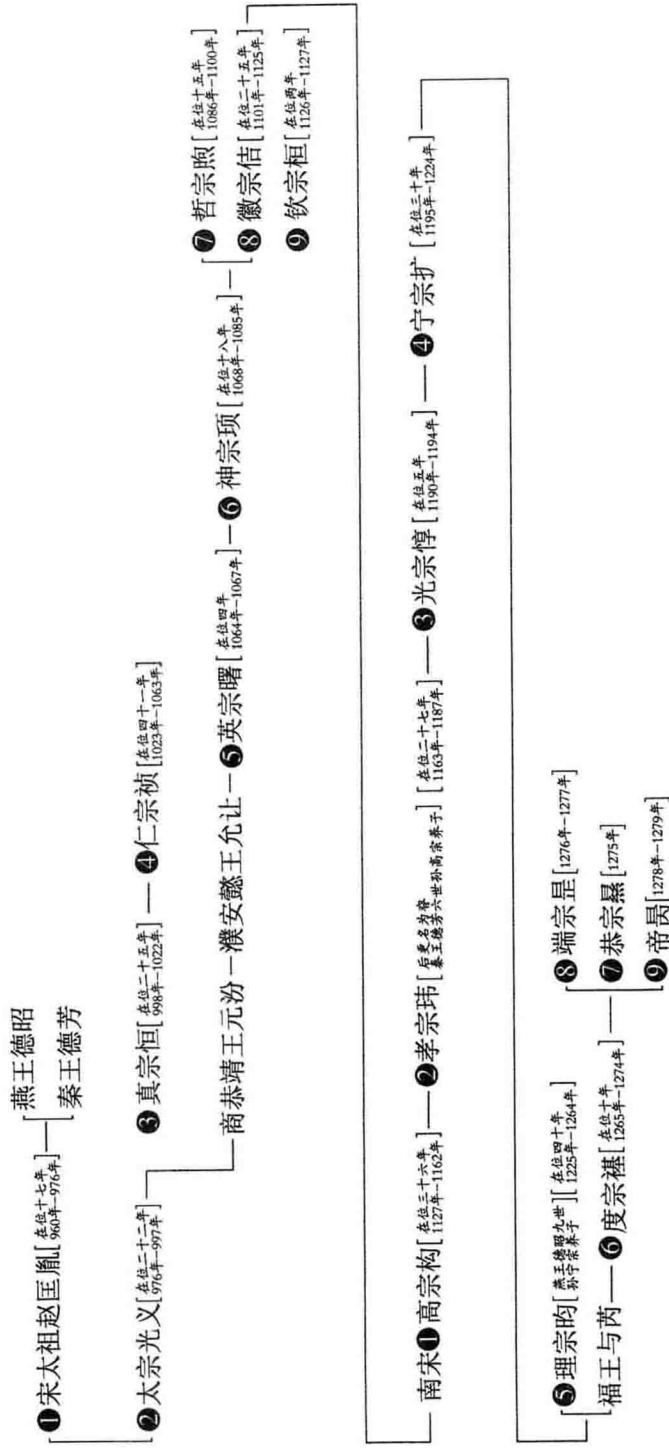 ❶宋太祖赵匡胤[在位十七年 960年-976年]
燕王德昭
秦王德芳
❷太宗光义[在位二十二年 976年-997年]
❸真宗恒[在位二十五年 998年-1022年]
❹仁宗祯[在位四十一年 1023年-1063年]
商恭靖王元汾
濮安懿王允让
❺英宗曙[在位四年 1064年-1067年]
❻神宗顼[在位十八年 1068年-1085年]
❼哲宗煦[在位十五年 1086年-1100年]
❽徽宗佶[在位二十五年 1101年-1125年]
❾钦宗桓[在位两年 1126年-1127年]
南宋❶高宗构[在位三十六年 1127年-1162年]
❷孝宗玮[后更名为昚 秦王德芳六世孙高宗养子][在位二十七年 1163年-1187年]
❸光宗惇[在位五年 1190年-1194年]
❹宁宗扩[在位三十年 1195年-1224年]
❺理宗昀[燕王德昭九世 孙宁宗养子][在位四十年 1225年-1264年]
福王与芮
❻度宗禥[在位十年 1265年-1274年]
❽端宗昰[1276年-1277年]
❼恭宗㬎[1275年]
❾帝昺[1278年-1279年]